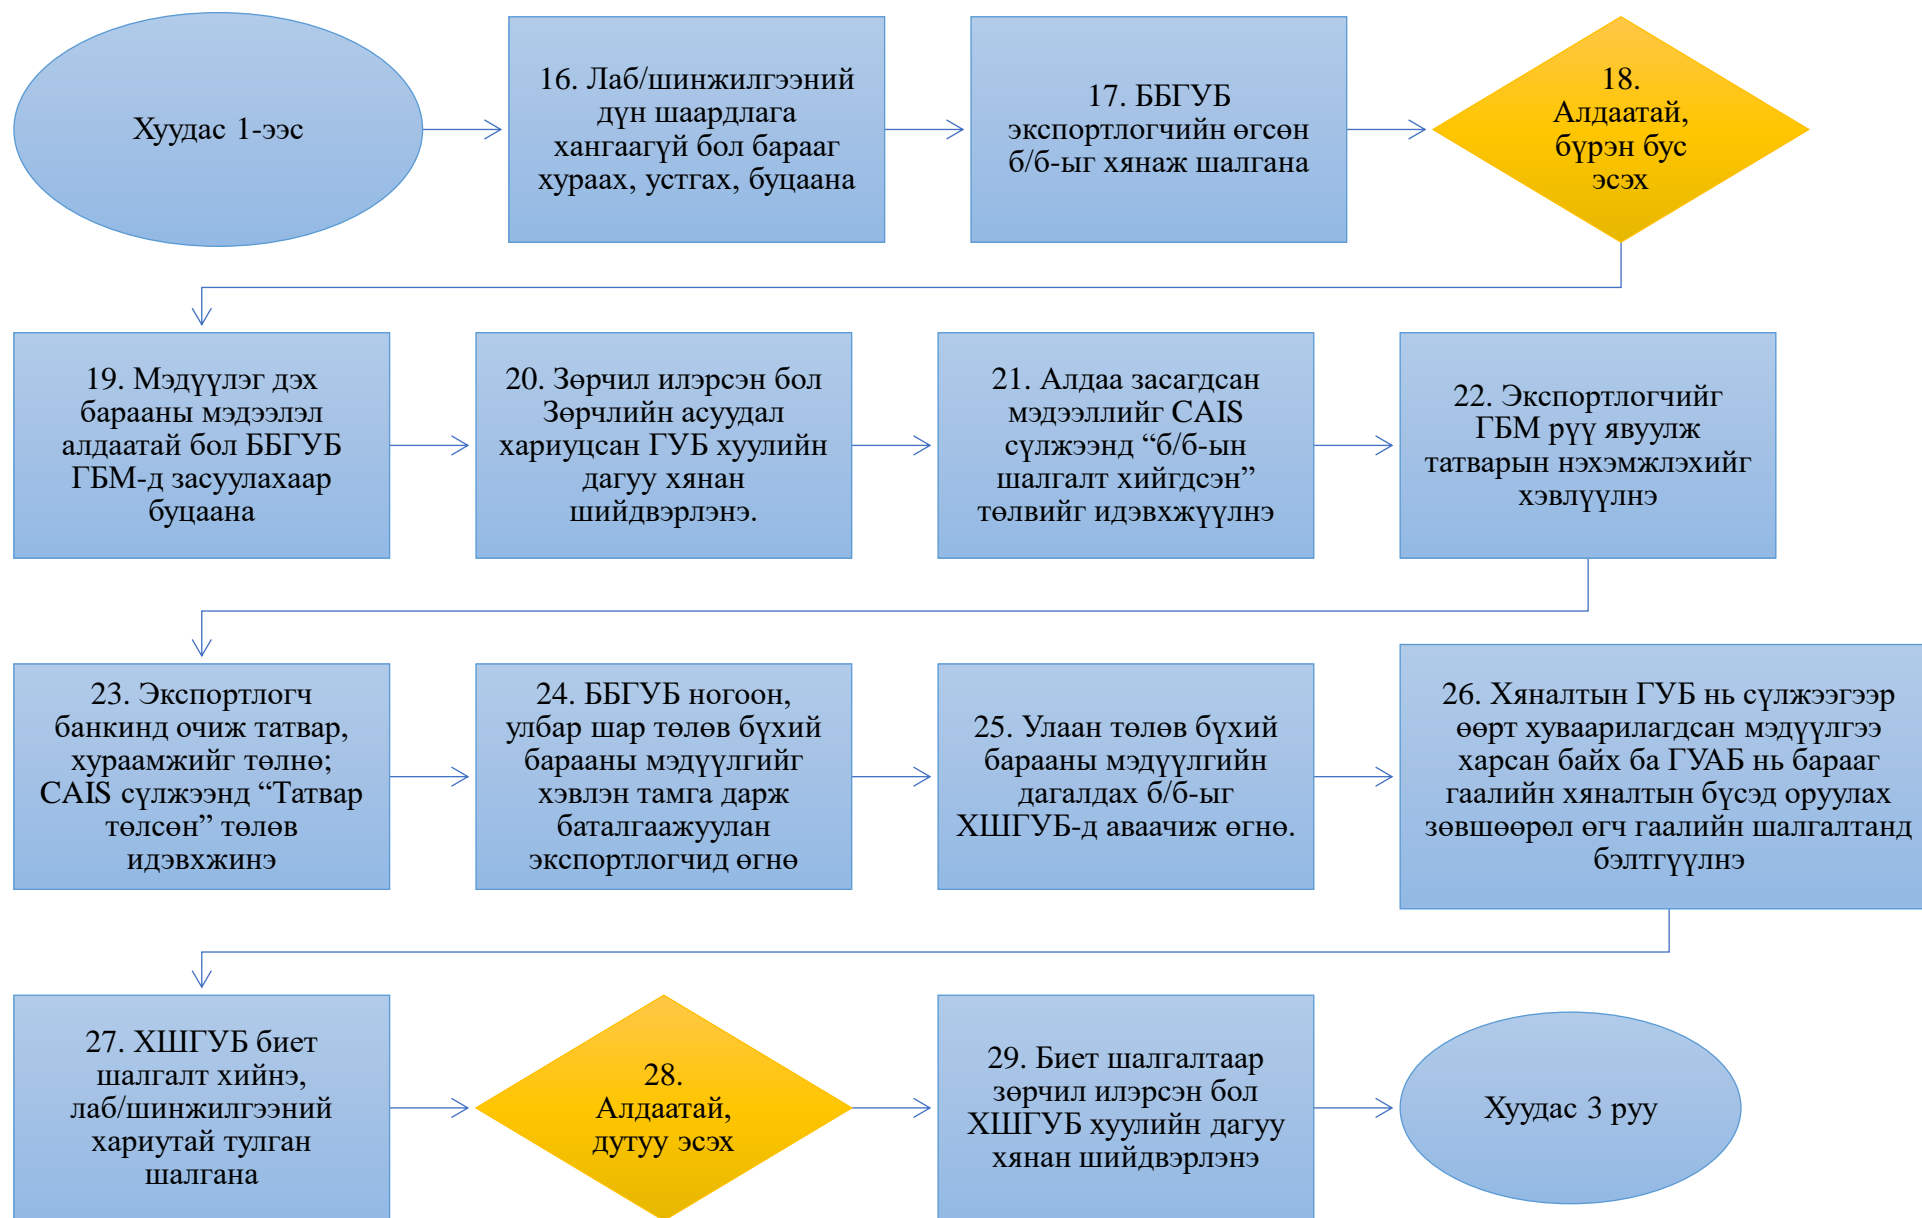 Хуудас 1-ээс
16. Лаб/шинжилгээний
дүн шаардлага
хангаагүй бол барааг
хураах, устгах, буцаана
17. ББГУБ
экспортлогчийн өгсөн
б/б-ыг хянаж шалгана
18.
Алдаатай,
бүрэн бус
эсэх
19. Мэдүүлэг дэх
барааны мэдээлэл
алдаатай бол ББГУБ
ГБМ-д засуулахаар
буцаана
20. Зөрчил илэрсэн бол
Зөрчлийн асуудал
хариуцсан ГУБ хуулийн
дагуу хянан
шийдвэрлэнэ.
21. Алдаа засагдсан
мэдээллийг CAIS
сүлжээнд “б/б-ын
шалгалт хийгдсэн”
төлвийг идэвхжүүлнэ
22. Экспортлогчийг
ГБМ рүү явуулж
татварын нэхэмжлэхийг
хэвлүүлнэ
23. Экспортлогч
банкинд очиж татвар,
хураамжийг төлнө;
CAIS сүлжээнд “Татвар
төлсөн” төлөв
идэвхжинэ
24. ББГУБ ногоон,
улбар шар төлөв бүхий
барааны мэдүүлгийг
хэвлэн тамга дарж
баталгаажуулан
экспортлогчид өгнө
25. Улаан төлөв бүхий
барааны мэдүүлгийн
дагалдах б/б-ыг
ХШГУБ-д аваачиж өгнө.
26. Хяналтын ГУБ нь сүлжээгээр
өөрт хуваарилагдсан мэдүүлгээ
харсан байх ба ГУАБ нь барааг
гаалийн хяналтын бүсэд оруулах
зөвшөөрөл өгч гаалийн шалгалтанд
бэлтгүүлнэ
27. ХШГУБ биет
шалгалт хийнэ,
лаб/шинжилгээний
хариутай тулган
шалгана
28.
Алдаатай,
дутуу эсэх
29. Биет шалгалтаар
зөрчил илэрсэн бол
ХШГУБ хуулийн дагуу
хянан шийдвэрлэнэ
Хуудас 3 руу